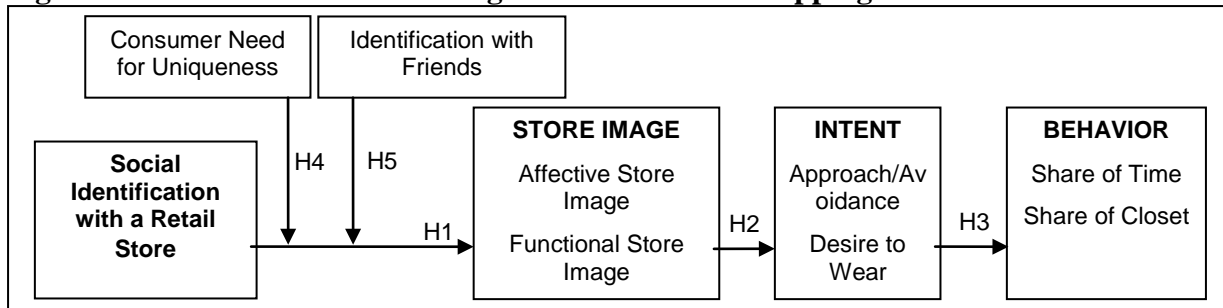 Consumer Need
for Uniqueness
Identification with
Friends
Social
Identification
with a Retail
Store
H4
H5
H1
STORE IMAGE
Affective Store
Image
Functional Store
Image
H2
INTENT
Approach/Av
oidance
Desire to
Wear
H3
BEHAVIOR
Share of Time
Share of Closet